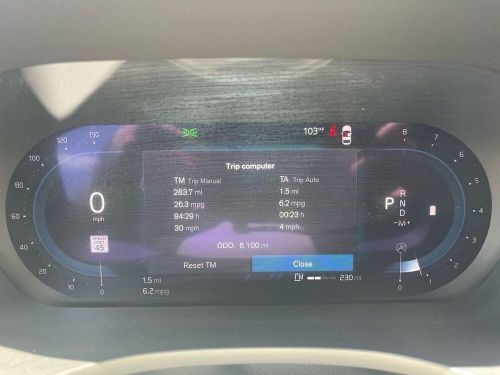 120 130
103°F
8
100
7
Trip computer
TM Trip Manual TA Trip Auto
283.7 mi 1.5 mi
26.3 mpg 6.2 mpg
94:29 h 00:23 h
30 mph 4 mph
ODO: 6 100 mi
Reset TM Close
80
6
0
mph
P R
N
D
60
5
SPEED
LIMIT
45
40
4
30
3
20
2
10
1
0
0
1.5 mi
6.2 mpg
230 mi